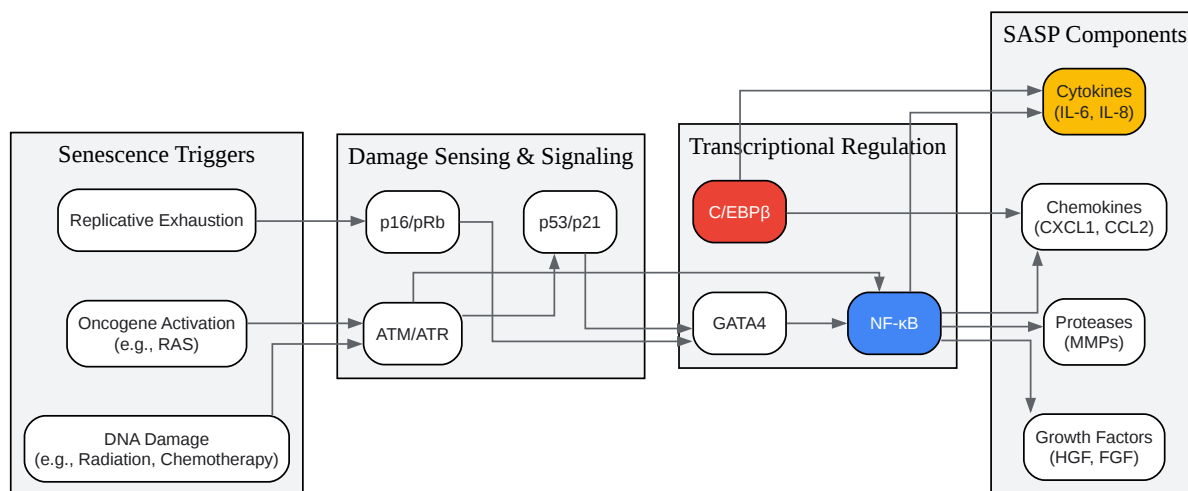 Senescence Triggers
Replicative Exhaustion
Oncogene Activation
(e.g., RAS)
DNA Damage
(e.g., Radiation, Chemotherapy)
Damage Sensing & Signaling
p16/pRb
p53/p21
ATM/ATR
Transcriptional Regulation
C/EBPβ
GATA4
NF-κB
SASP Components
Cytokines
(IL-6, IL-8)
Chemokines
(CXCL1, CCL2)
Proteases
(MMPs)
Growth Factors
(HGF, FGF)